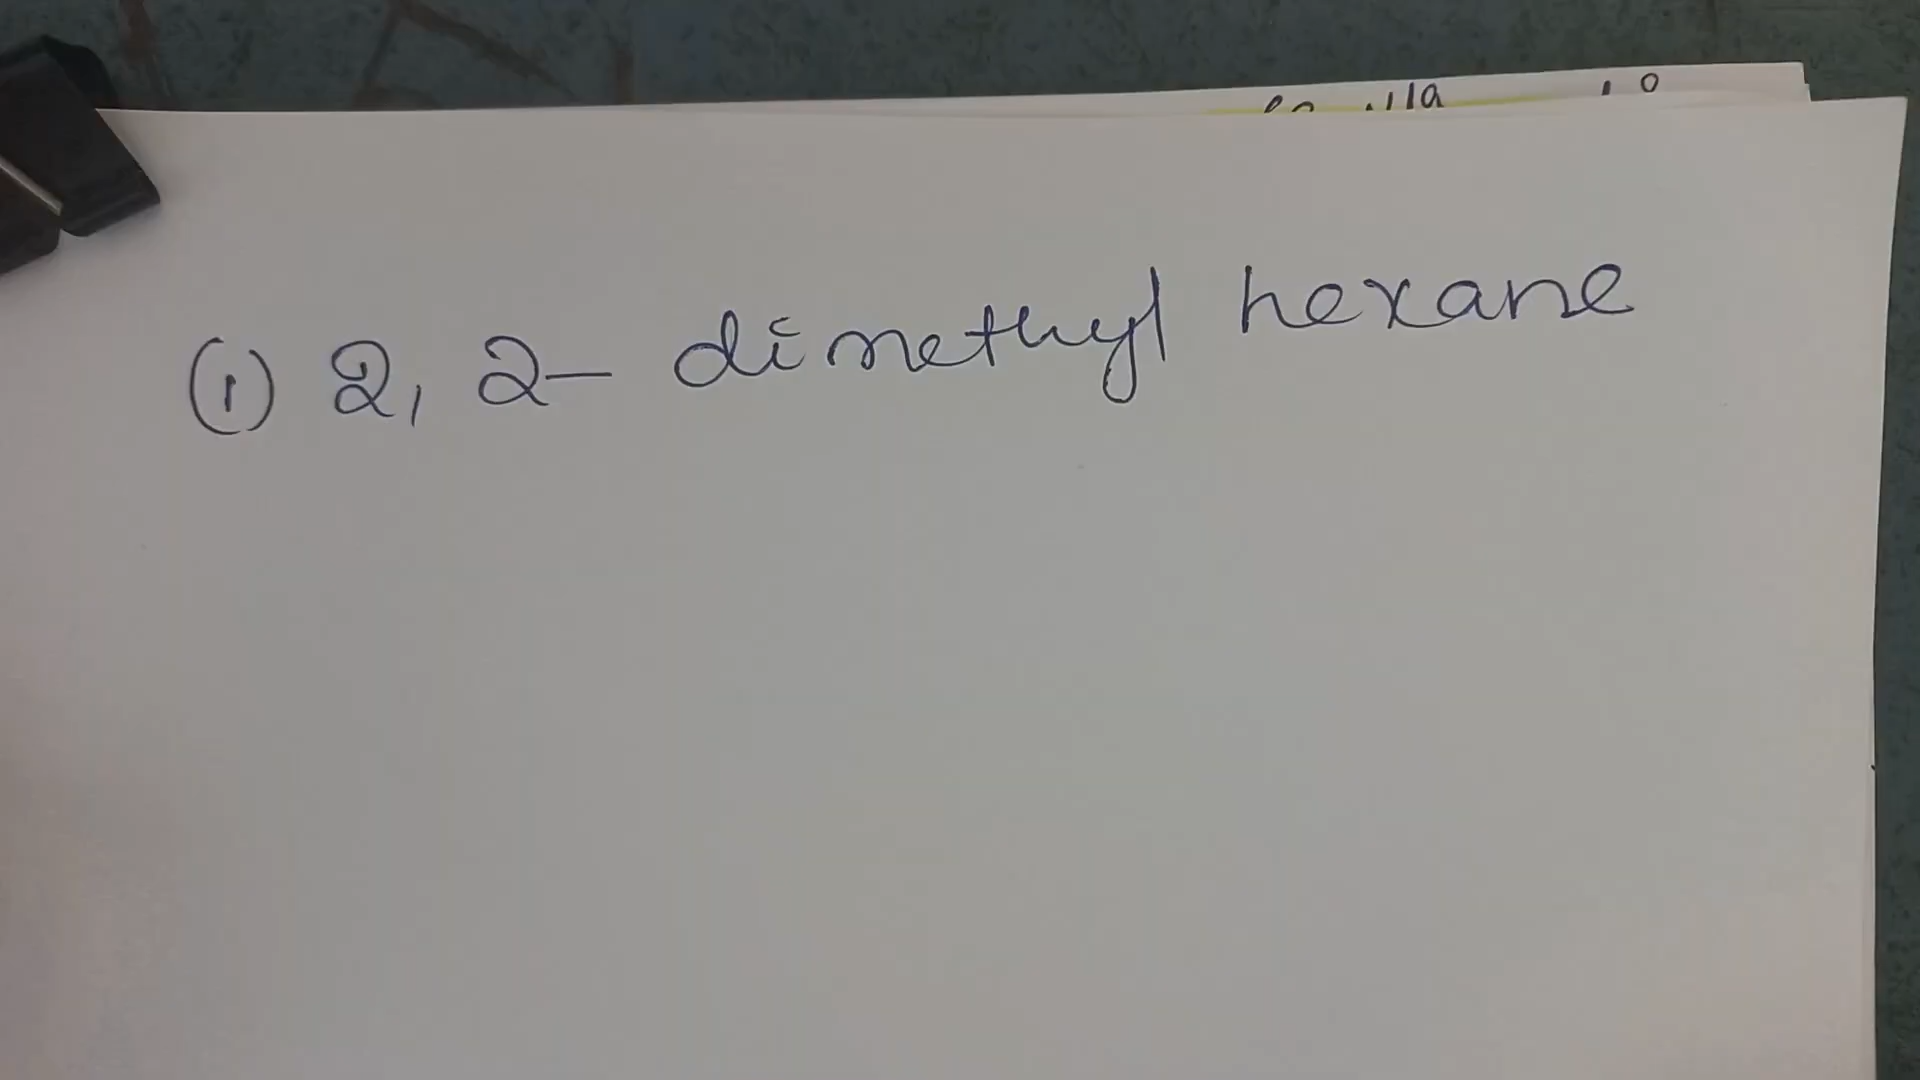 (1) 2, 2- dimethyl hexane